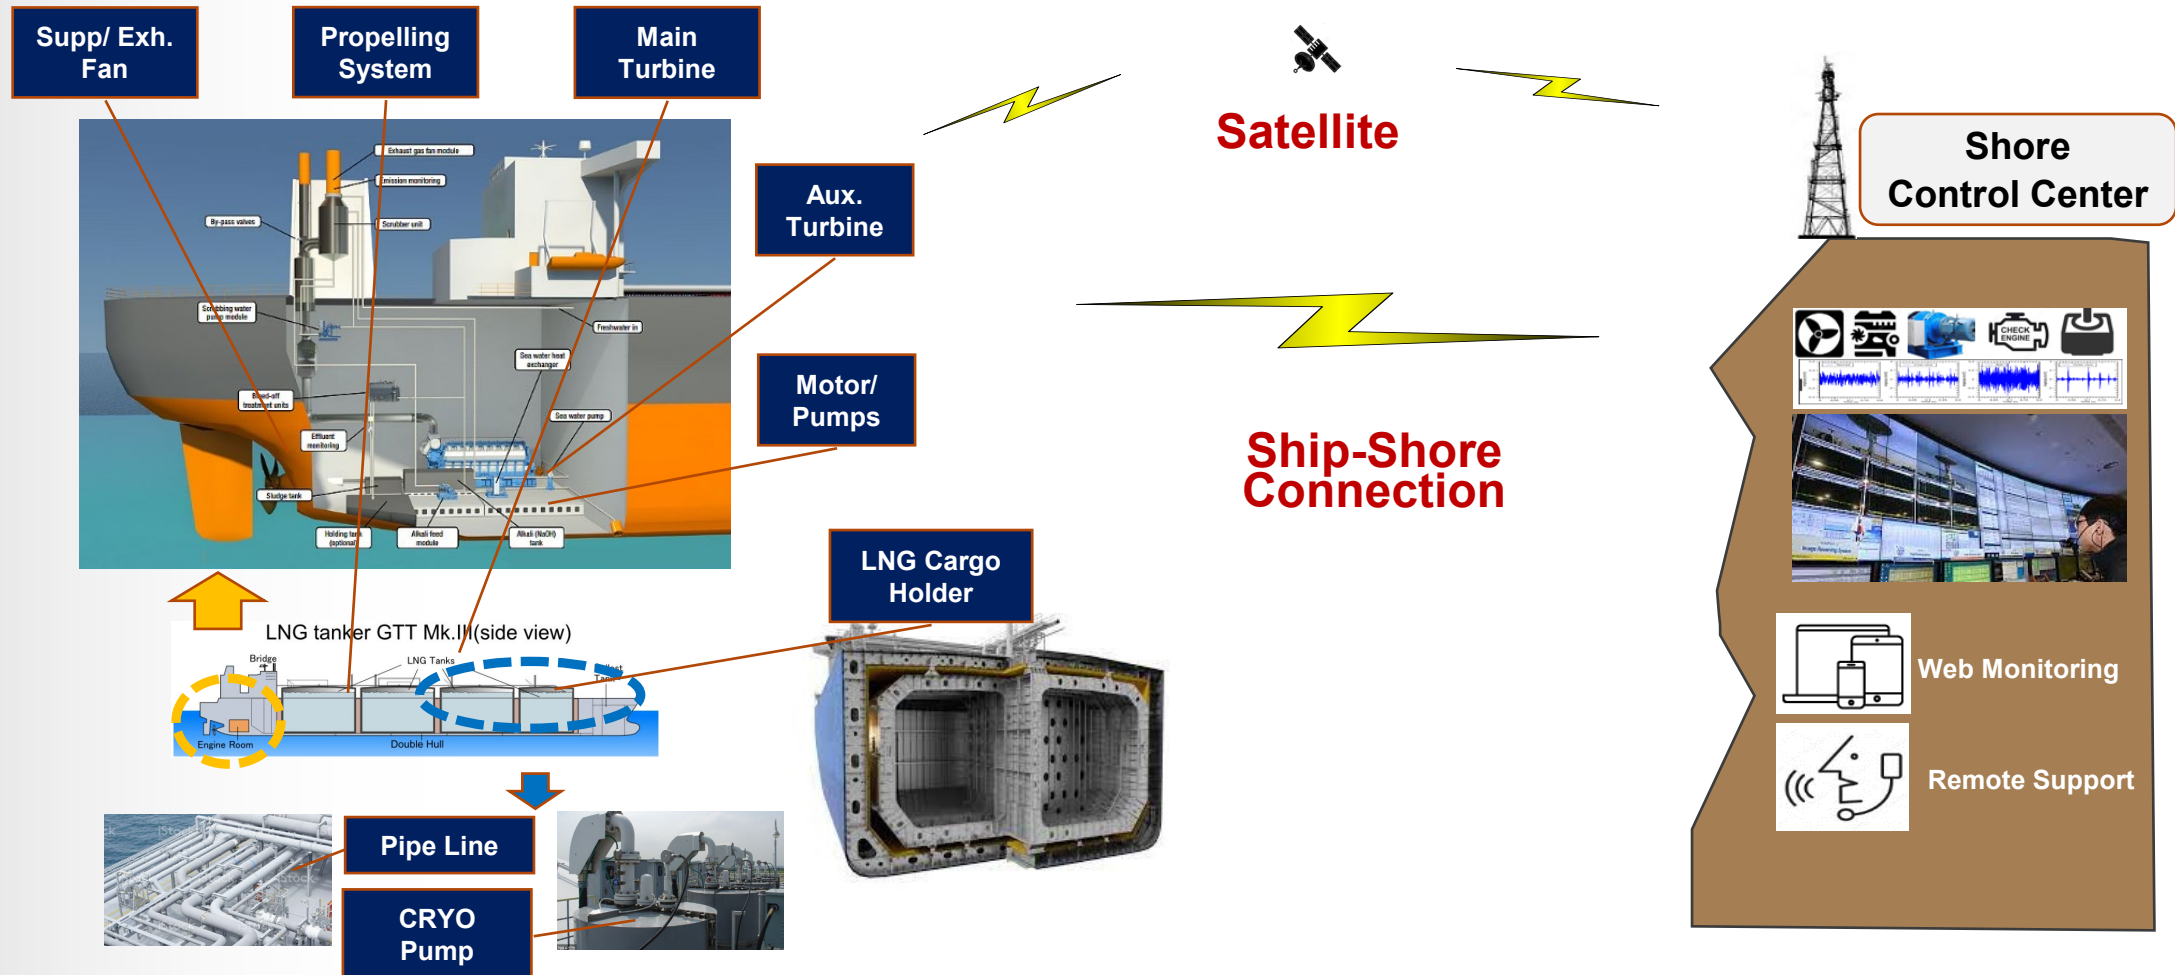 Supp/ Exh.
Fan
Propelling
System
Main
Turbine
Satellite
Shore
Control Center
Aux.
Turbine
Exhaust gas fan module
Emission monitoring
By-pass valves
Scrubber unit
Scrubbing water
pump module
Freshwater in
Sea water heat
exchanger
Bleed-off
treatment units
Sea water pump
Effluent
monitoring
Sludge tank
Holding tank
(optional)
Alkali feed
module
Alkali (NaOH)
tank
Motor/
Pumps
Ship-Shore
Connection
CHECK
ENGINE
LNG Cargo
Holder
LNG tanker GTT Mk.III(side view)
Bridge
LNG Tanks
Tank
Engine Room
Double Hull
Web Monitoring
Remote Support
Pipe Line
CRYO
Pump
iStock